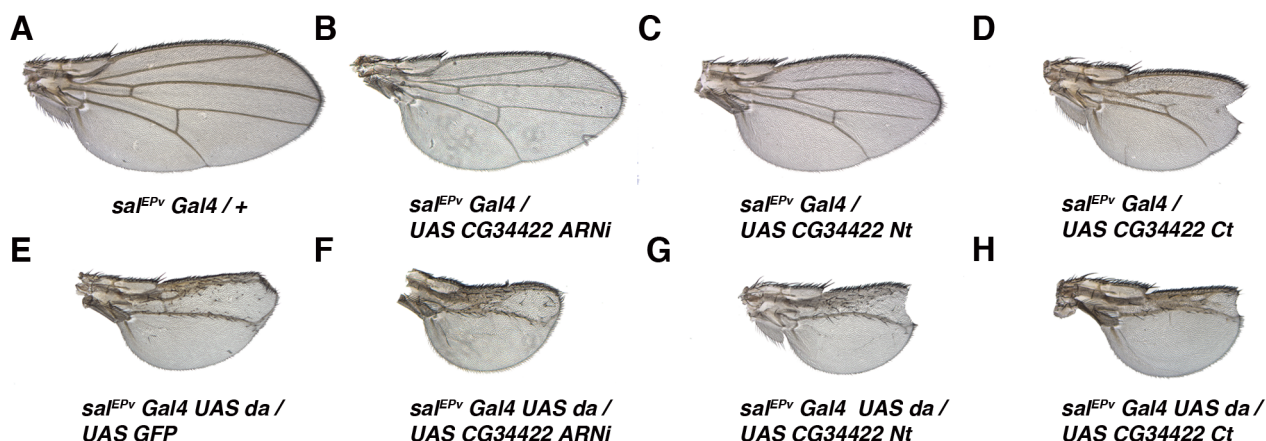 A
B
C
D
sal^EPv Gal4 / +
sal^EPv Gal4 /
UAS CG34422 ARNi
sal^EPv Gal4 /
UAS CG34422 Nt
sal^EPv Gal4 /
UAS CG34422 Ct
E
F
G
H
sal^EPv Gal4 UAS da /
UAS GFP
sal^EPv Gal4 UAS da /
UAS CG34422 ARNi
sal^EPv Gal4 UAS da /
UAS CG34422 Nt
sal^EPv Gal4 UAS da /
UAS CG34422 Ct